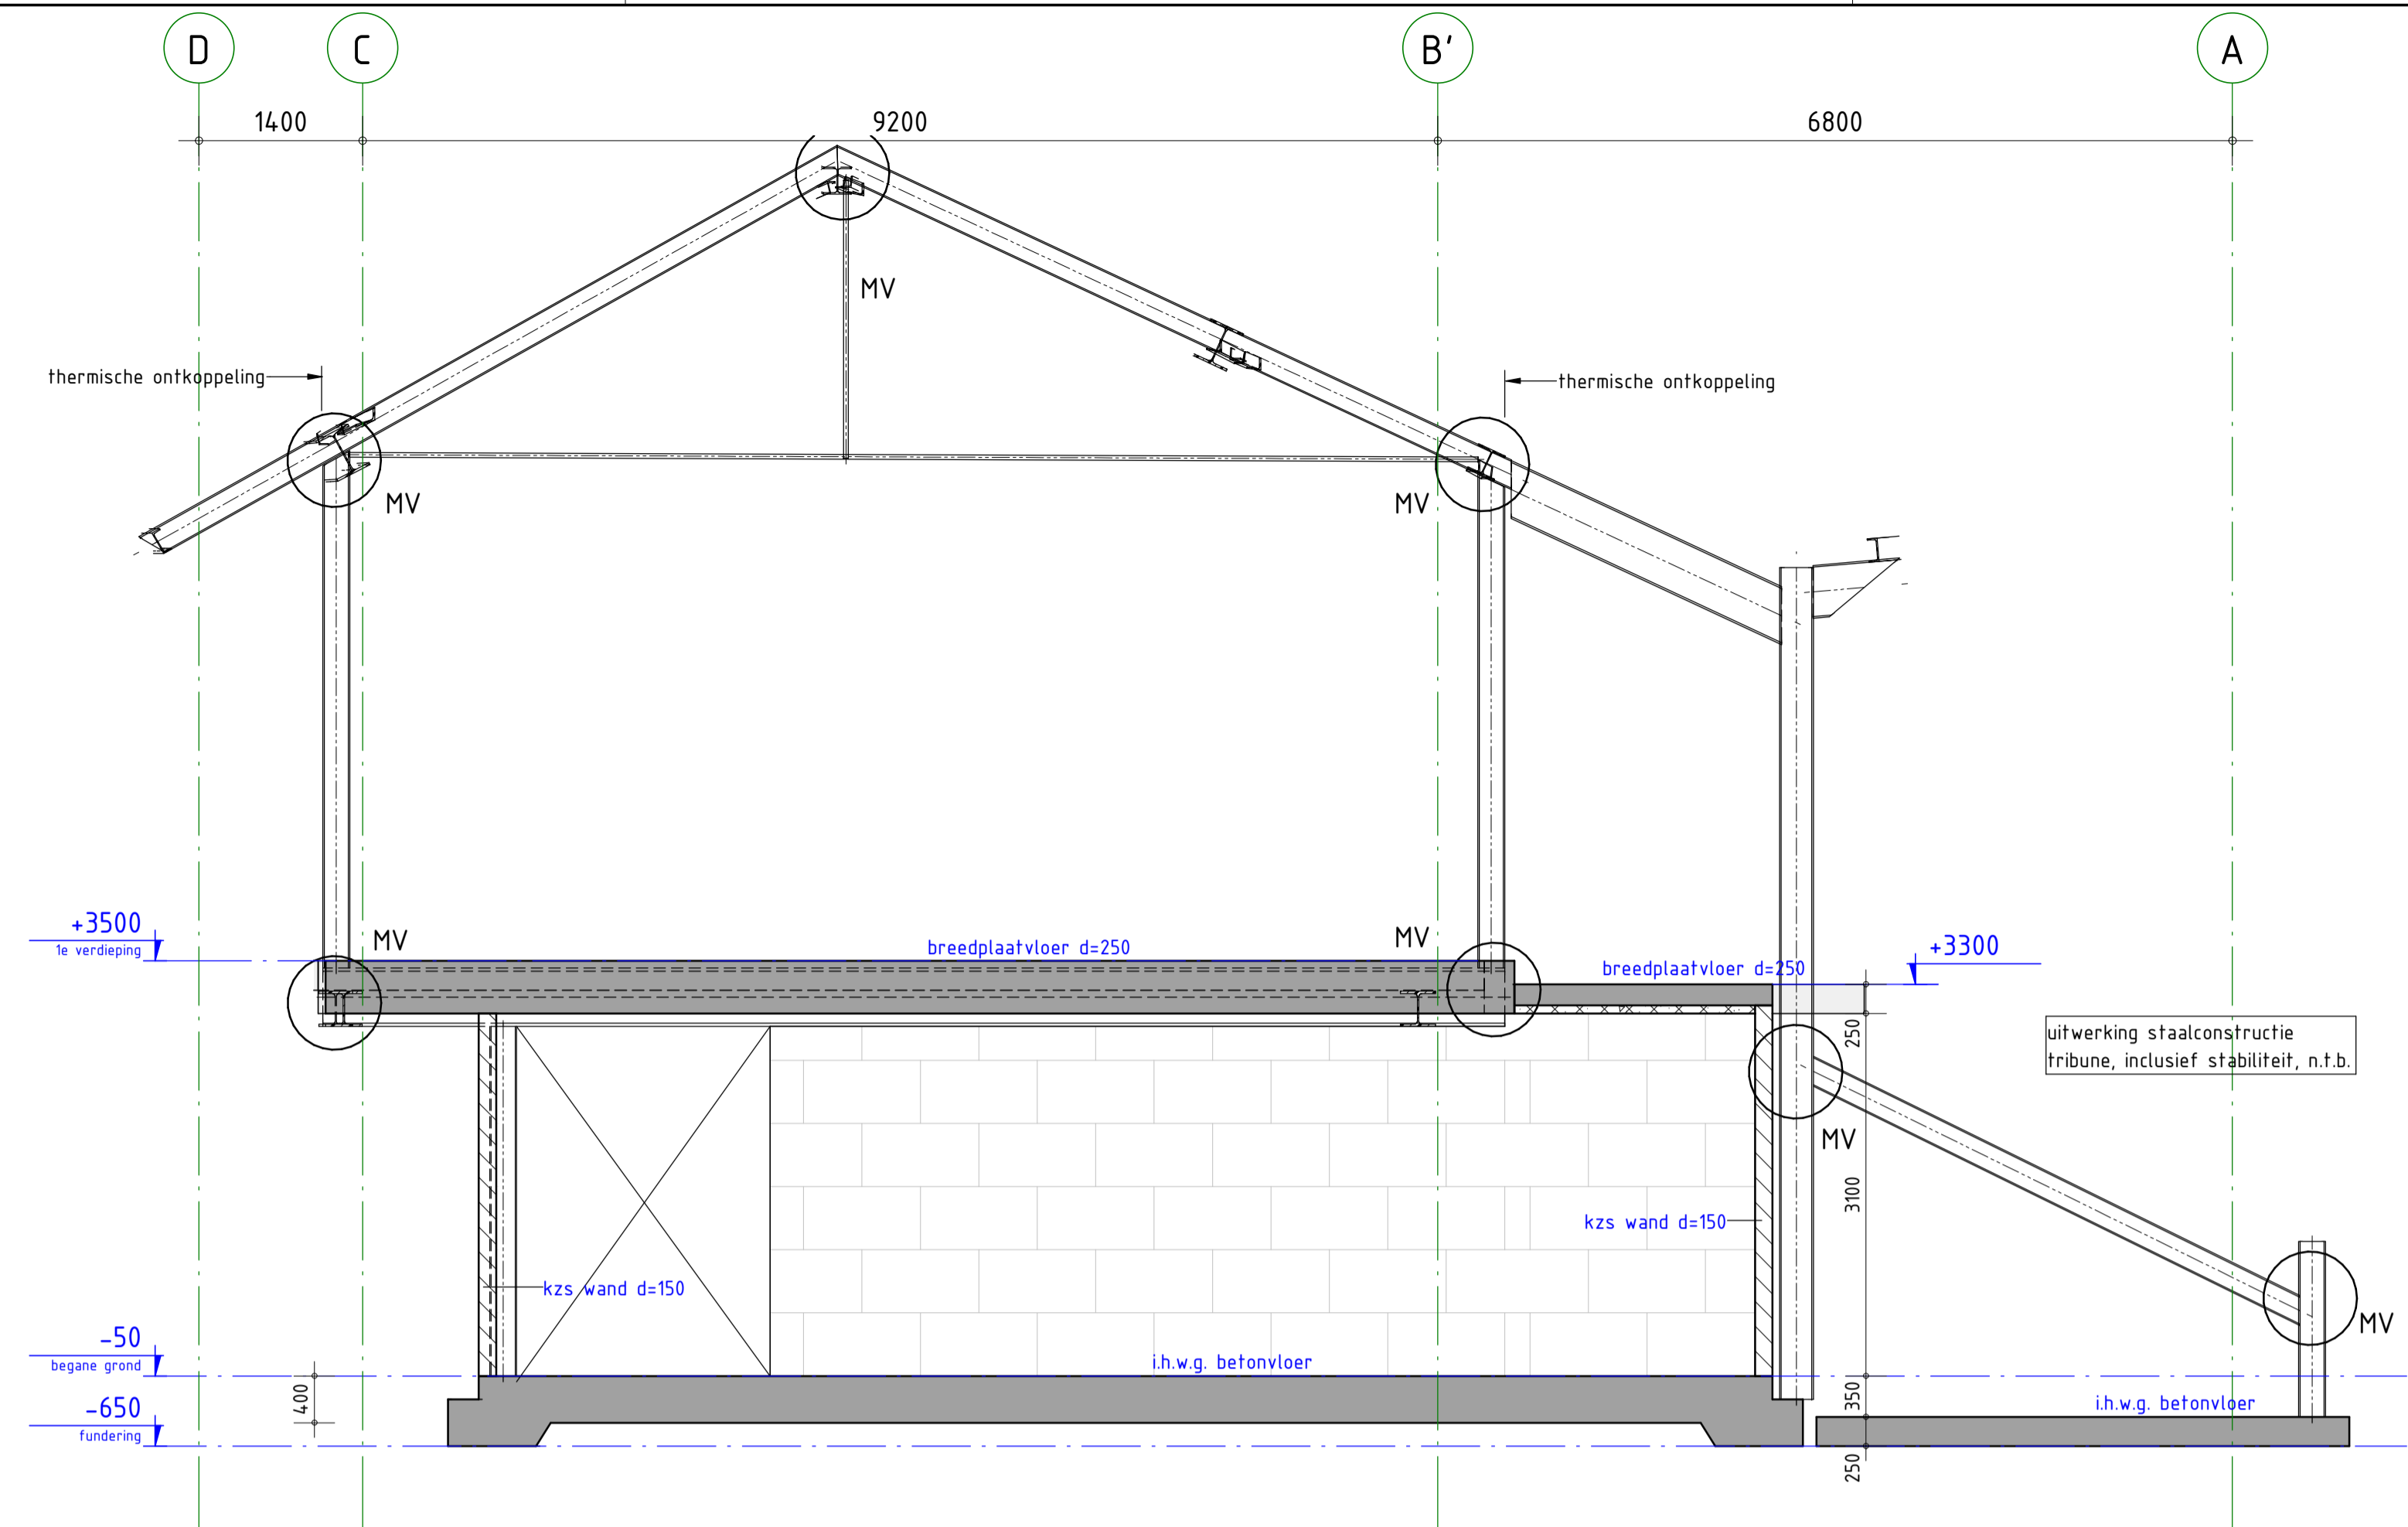 D
C
B'
A
1400
9200
6800
MV
thermische ontkoppeling
thermische ontkoppeling
MV
MV
+3500
1e verdieping
MV
breedplaatvloer d=250
MV
breedplaatvloer d=250
+3300
250
uitwerking staalconstructie
tribune, inclusief stabiliteit, n.t.b.
MV
3100
kzs wand d=150
kzs wand d=150
MV
-50
begane grond
i.h.w.g. betonvloer
400
350
i.h.w.g. betonvloer
-650
fundering
250